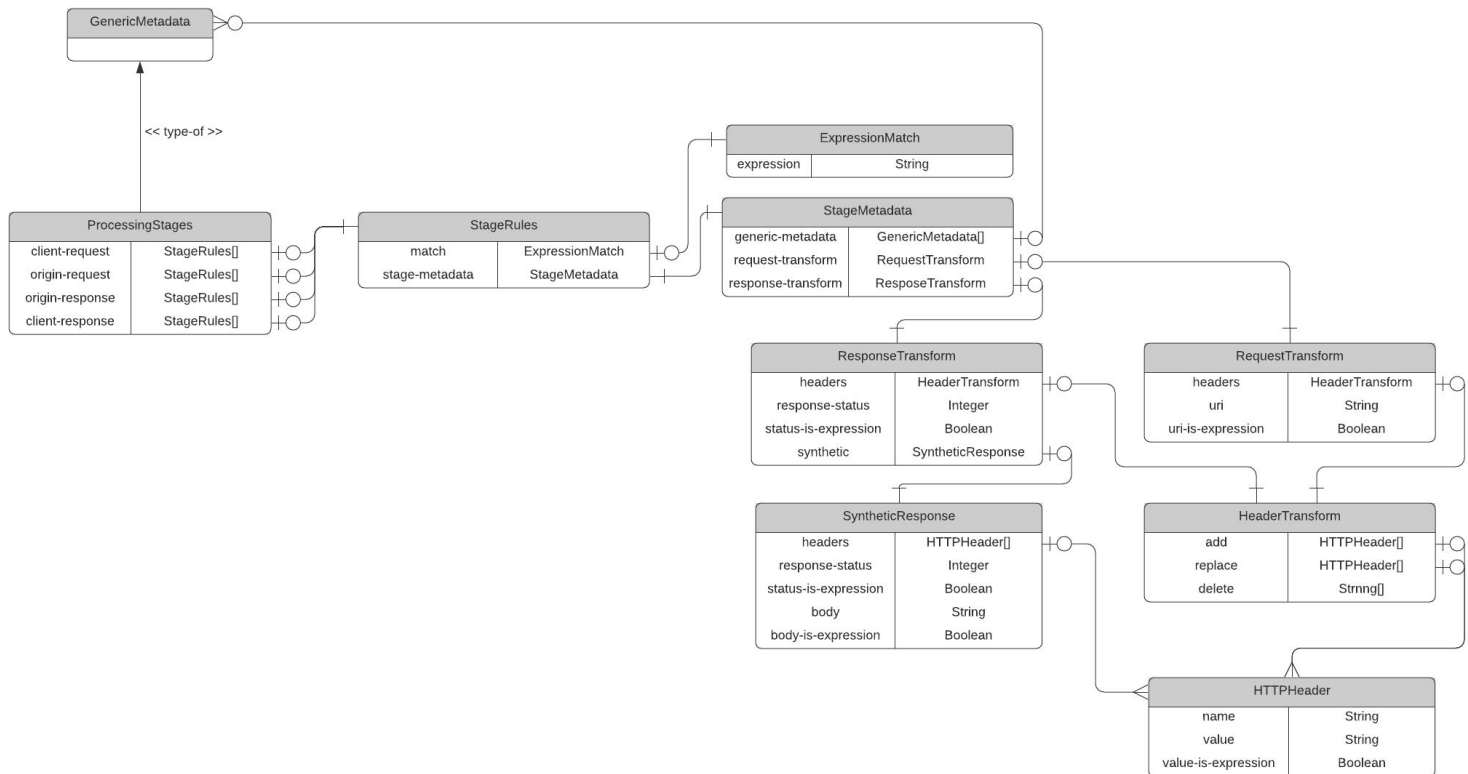 GenericMetadata
<< type-of >>
ExpressionMatch
expression String
ProcessingStages
client-request StageRules[]
origin-request StageRules[]
origin-response StageRules[]
client-response StageRules[]
StageRules
match ExpressionMatch
stage-metadata StageMetadata
StageMetadata
generic-metadata GenericMetadata[]
request-transform RequestTransform
response-transform ResposeTransform
ResponseTransform
headers HeaderTransform
response-status Integer
status-is-expression Boolean
synthetic SyntheticResponse
RequestTransform
headers HeaderTransform
uri String
uri-is-expression Boolean
SyntheticResponse
headers HTTPHeader[]
response-status Integer
status-is-expression Boolean
body String
body-is-expression Boolean
HeaderTransform
add HTTPHeader[]
replace HTTPHeader[]
delete Strnng[]
HTTPHeader
name String
value String
value-is-expression Boolean